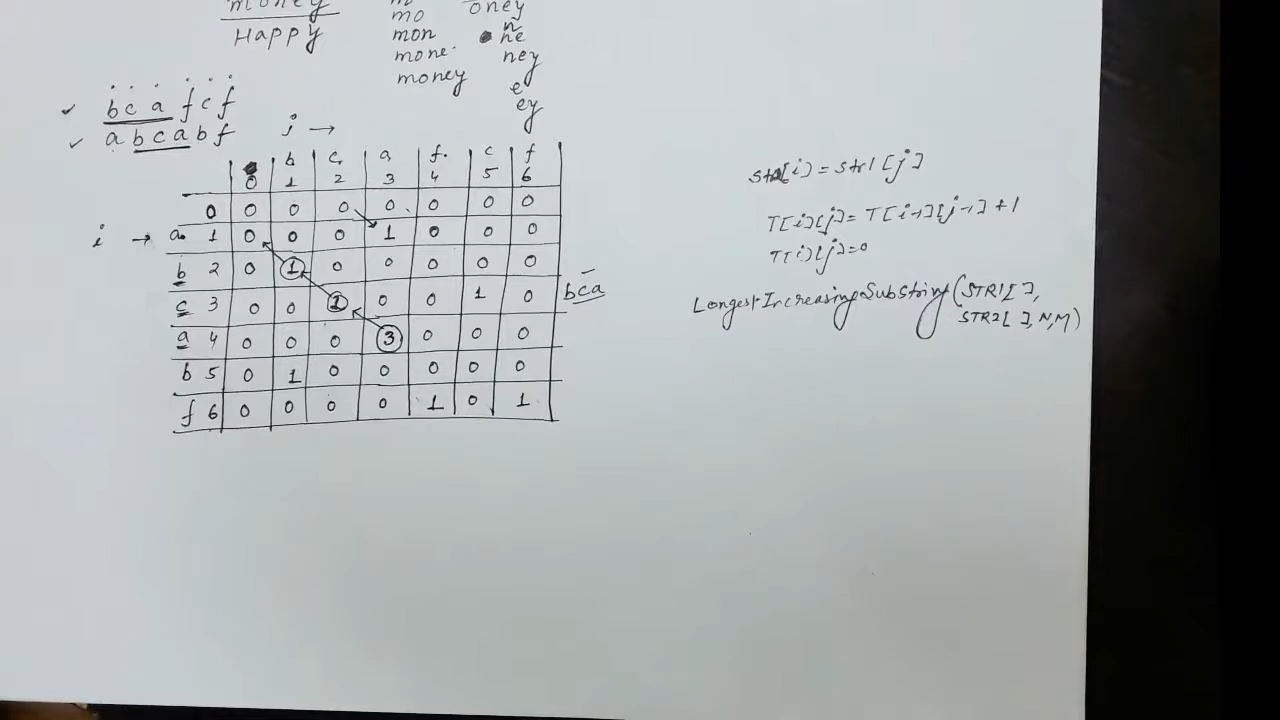 money
Happy
m
mo
mon
mone
money
oney
n
ne
ney
e
ey
bcafcf
abcabf
j →
b c a f c f
0 1 2 3 4 5 6
0 0 0 0 0 0 0 0
i → a 1 0 0 0 1 0 0 0
b 2 0 1 0 0 0 0 0
c 3 0 0 1 0 0 1 0 bca
a 4 0 0 0 3 0 0 0
b 5 0 1 0 0 0 0 0
f 6 0 0 0 0 1 0 1
[i] = str1[j]
T[i][j] = T[i-1][j-1] + 1
T[i][j] = 0
LongestIncreasingSubString(STR1[],
STR2[], N, M)